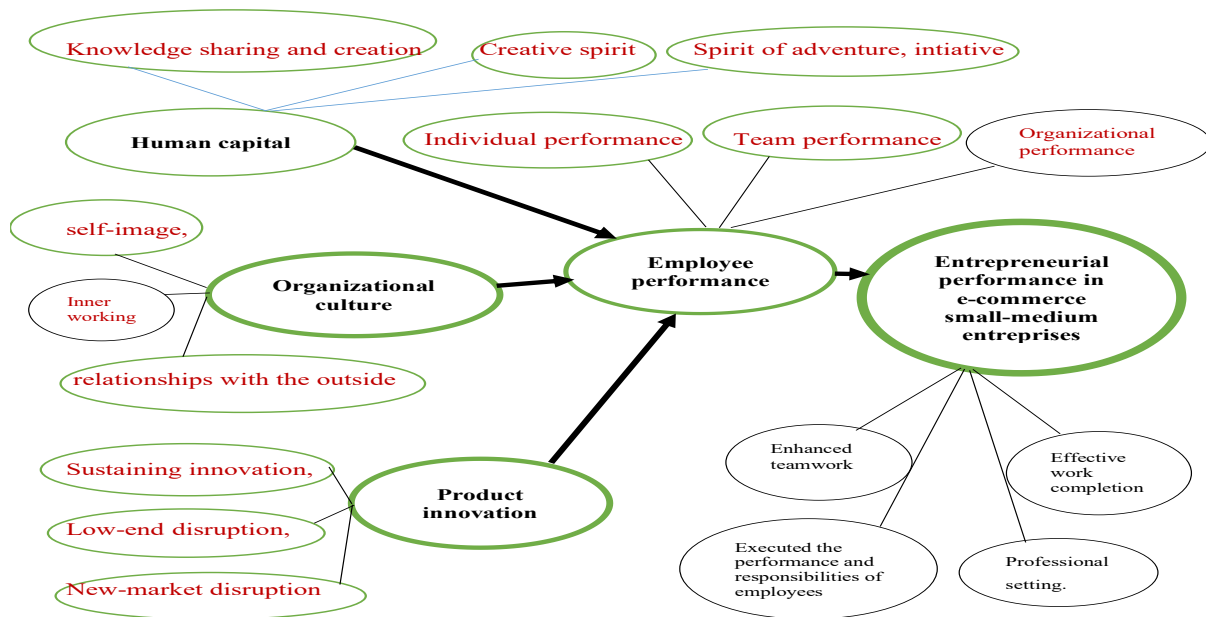 Knowledge sharing and creation
Creative spirit
Spirit of adventure, intiative
Human capital
Individual performance
Team performance
Organizational
performance
self-image,
Inner
working
relationships with the outside
Organizational
culture
Employee
performance
Entrepreneurial
performance in
e-commerce
small-medium
entreprises
Sustaining innovation,
Low-end disruption,
New-market disruption
Product
innovation
Enhanced
teamwork
Effective
work
completion
Executed the
performance and
responsibilities of
employees
Professional
setting.